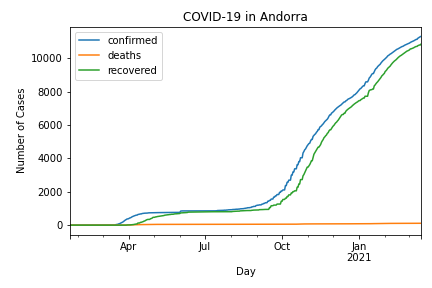 COVID-19 in Andorra
confirmed
deaths
recovered
Number of Cases
10000
8000
6000
4000
2000
0
Apr
Jul
Oct
Jan
2021
Day